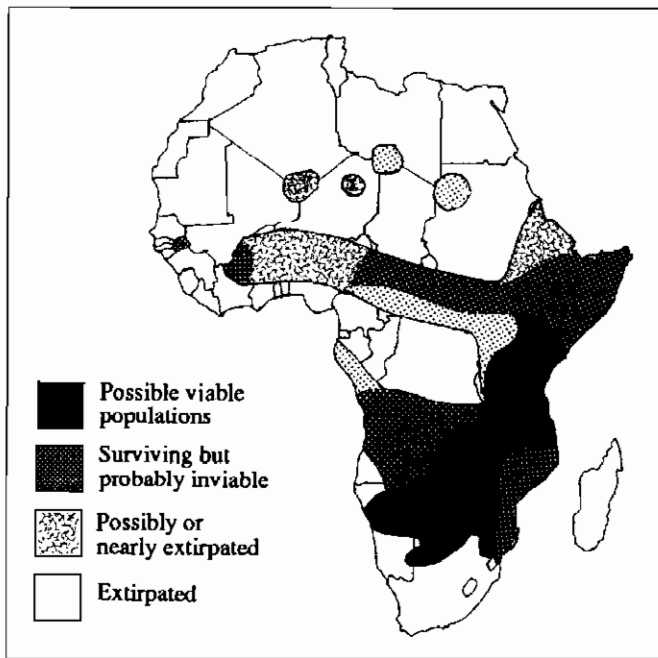 Possible viable
populations
Surviving but
probably inviable
Possibly or
nearly extirpated
Extirpated